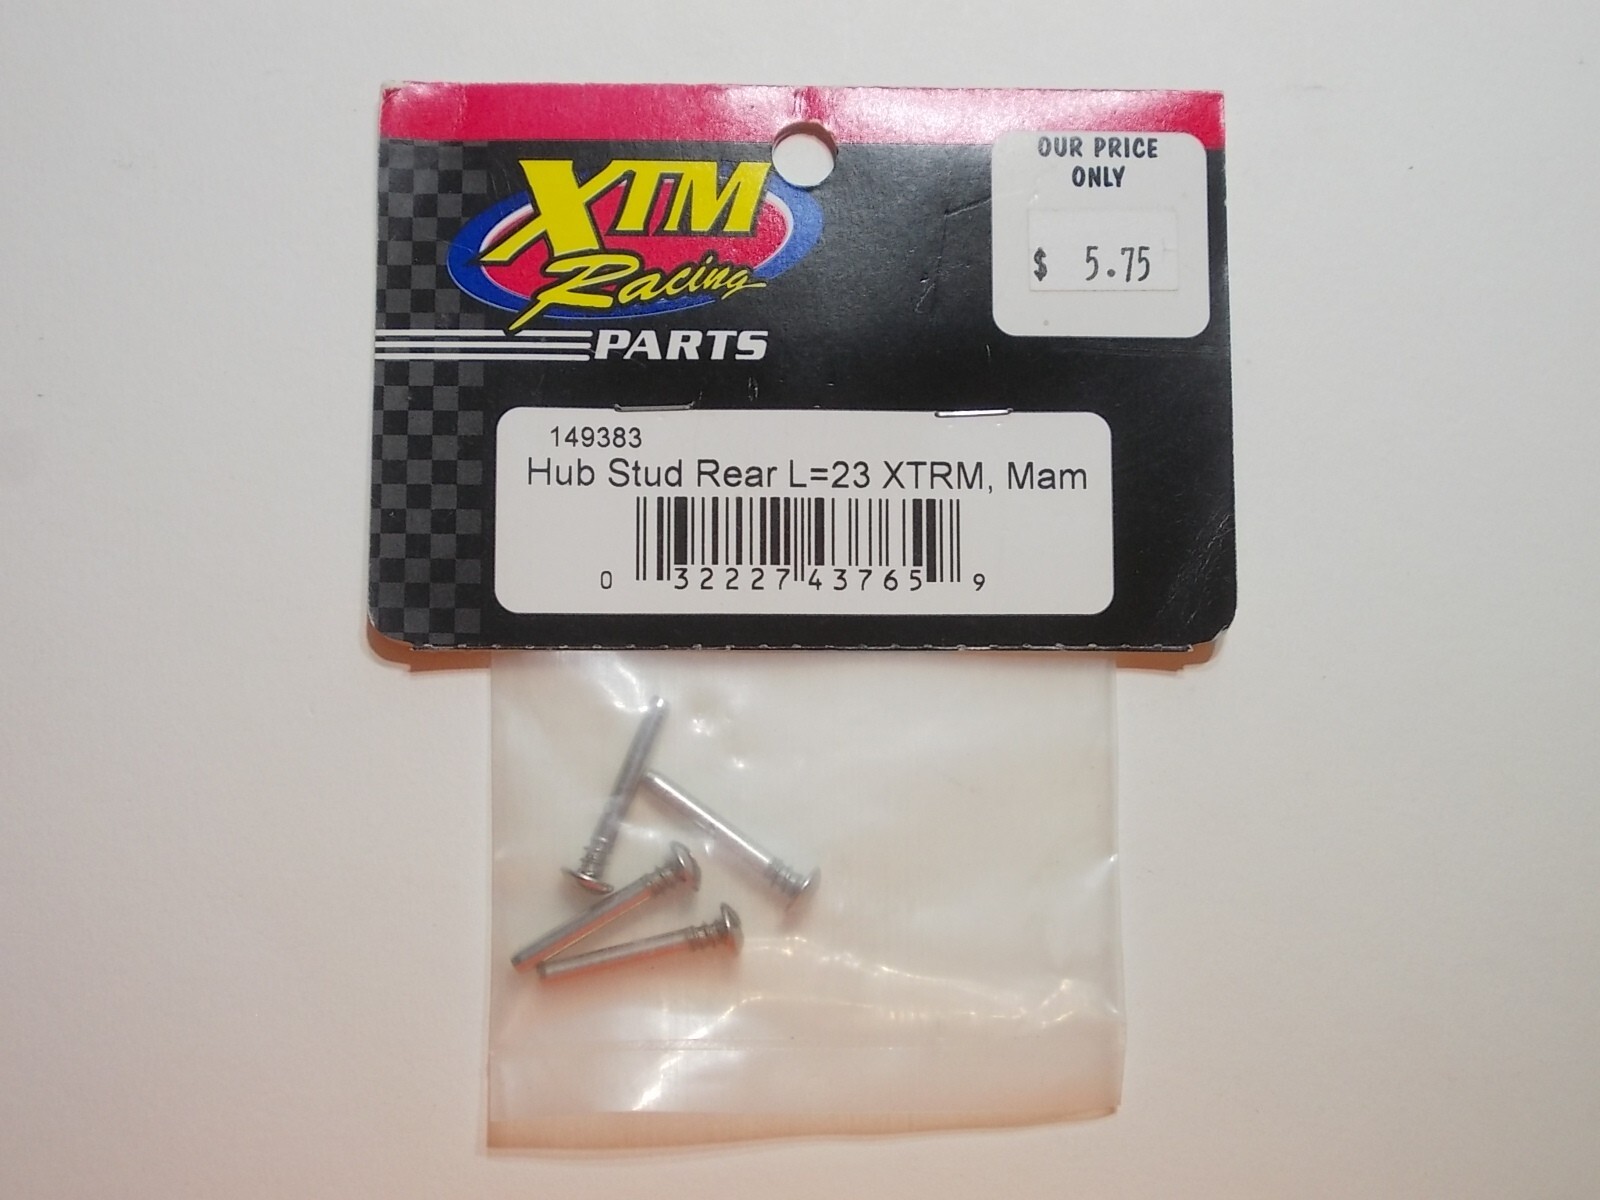 XTM
Racing
PARTS
OUR PRICE
ONLY
$ 5.75
149383
Hub Stud Rear L=23 XTRM, Mam
0 32227 43765 9